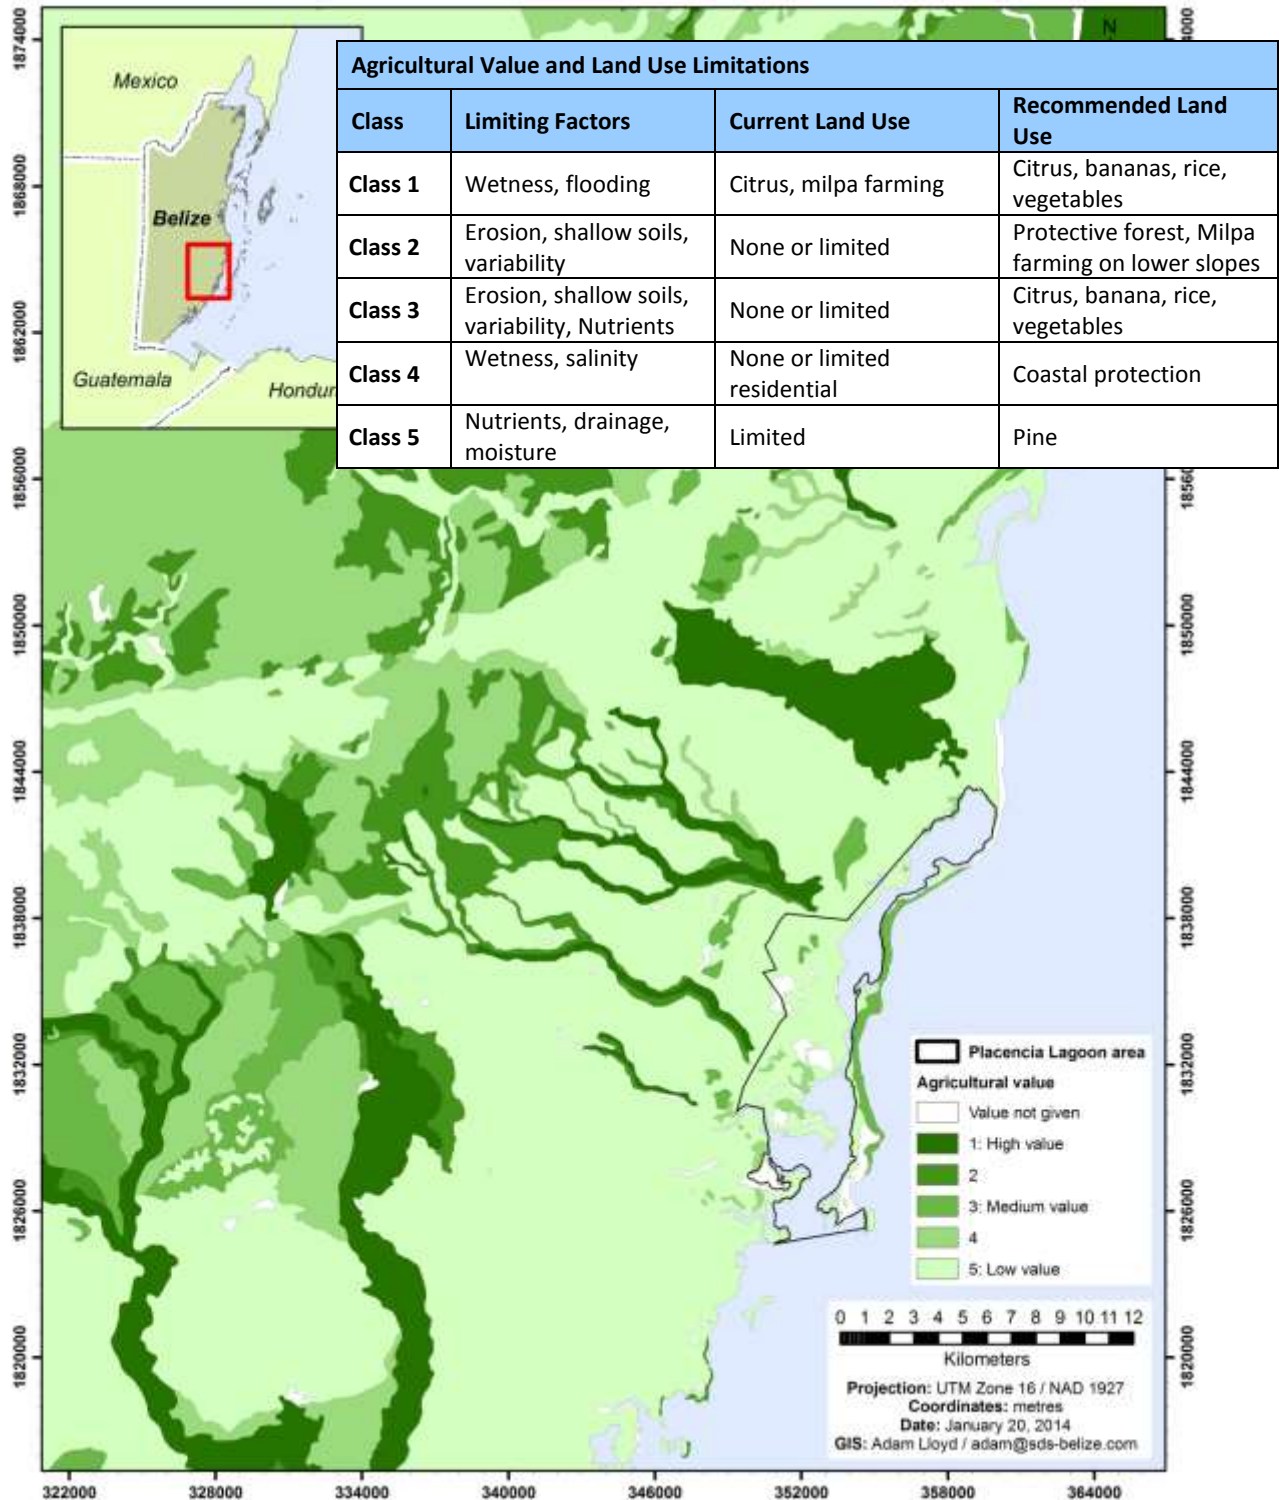 N
Mexico
Belize
Guatemala
Hondur
Agricultural Value and Land Use Limitations
Class Limiting Factors Current Land Use Recommended Land
Use
Class 1 Wetness, flooding Citrus, milpa farming Citrus, bananas, rice,
vegetables
Class 2 Erosion, shallow soils,
variability None or limited Protective forest, Milpa
farming on lower slopes
Class 3 Erosion, shallow soils,
variability, Nutrients None or limited Citrus, banana, rice,
vegetables
Class 4 Wetness, salinity None or limited
residential Coastal protection
Class 5 Nutrients, drainage,
moisture Limited Pine
1874000
1868000
1862000
1856000
1850000
1844000
1838000
1832000
1826000
1820000
1850000
1844000
1838000
1832000
1826000
1820000
Placencia Lagoon area
Agricultural value
Value not given
1: High value
2
3: Medium value
4
5: Low value
0 1 2 3 4 5 6 7 8 9 10 11 12
Kilometers
Projection: UTM Zone 16 / NAD 1927
Coordinates: metres
Date: January 20, 2014
GIS: Adam Lloyd / adam@sds-belize.com
322000 328000 334000 340000 346000 352000 358000 364000